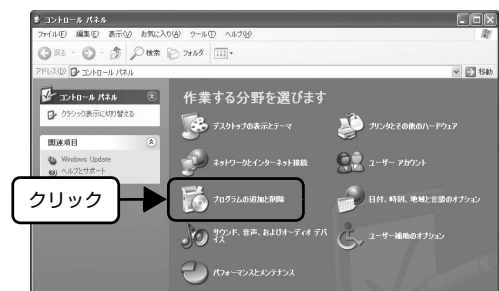 コントロール パネル
ファイル(F) 編集(E) 表示(V) お気に入り(A) ツール(T) ヘルプ(H)
戻る 検索 フォルダ
アドレス(D) コントロール パネル 移動
コントロール パネル
クラシック表示に切り替える
関連項目
Windows Update
ヘルプとサポート
作業する分野を選びます
デスクトップの表示とテーマ
プリンタとその他のハードウェア
ネットワークとインターネット接続
ユーザー アカウント
クリック
プログラムの追加と削除
日付、時刻、地域と言語のオプション
サウンド、音声、およびオーディオ デバイス
ユーザー補助のオプション
パフォーマンスとメンテナンス